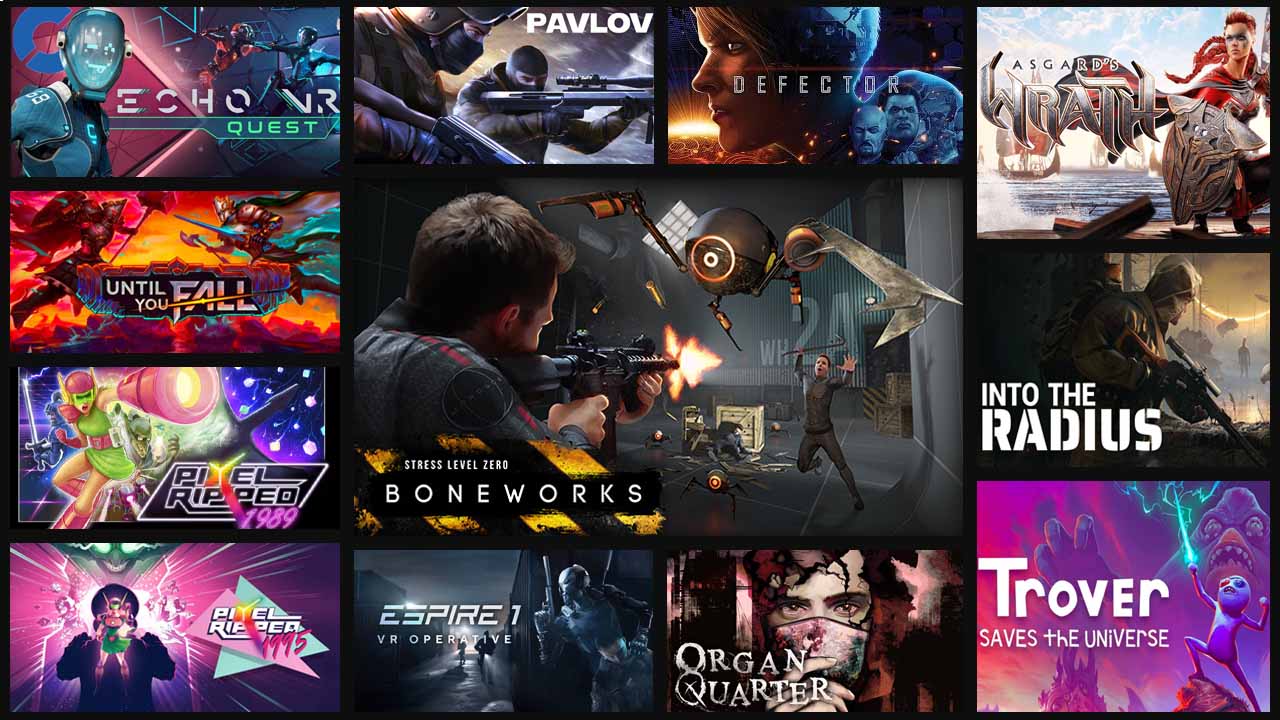 ECHO VR
QUEST
PAVLOV
DEFECTOR
ASGARD'S
WRATH
UNTIL
YOU FALL
STRESS LEVEL ZERO
BONEWORKS
INTO THE
RADIUS
PIXEL
RIPPED
1989
PIXEL
RIPPED
1995
ESPIRE 1
VR OPERATIVE
ORGAN
QUARTER
Trover
SAVES the UNIVERSE